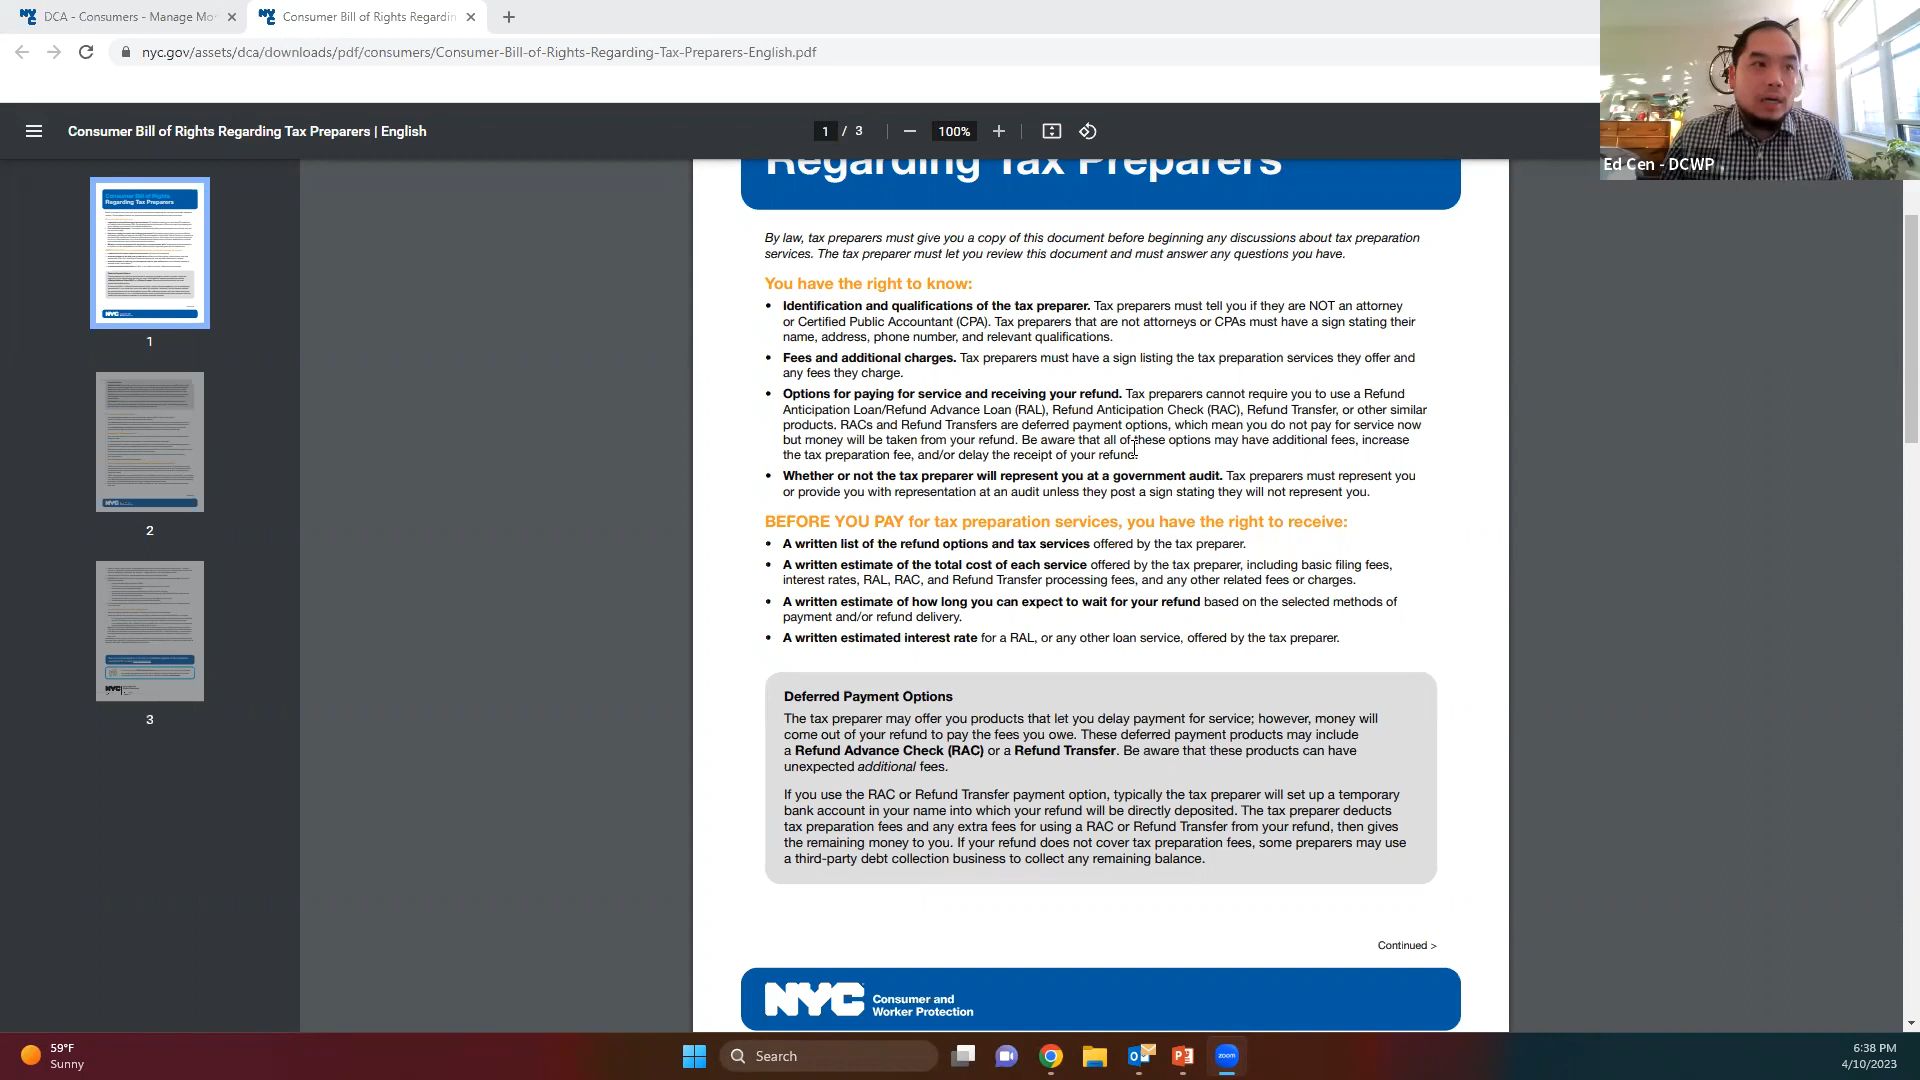 DCA - Consumers - Manage Mo
Consumer Bill of Rights Regardin
nyc.gov/assets/dca/downloads/pdf/consumers/Consumer-Bill-of-Rights-Regarding-Tax-Preparers-English.pdf
Ed Cen - DCWP
Consumer Bill of Rights Regarding Tax Preparers | English
1 / 3
100%
Regarding Tax Preparers
By law, tax preparers must give you a copy of this document before beginning any discussions about tax preparation
services. The tax preparer must let you review this document and must answer any questions you have.
You have the right to know:
• Identification and qualifications of the tax preparer. Tax preparers must tell you if they are NOT an attorney
or Certified Public Accountant (CPA). Tax preparers that are not attorneys or CPAs must have a sign stating their
name, address, phone number, and relevant qualifications.
• Fees and additional charges. Tax preparers must have a sign listing the tax preparation services they offer and
any fees they charge.
• Options for paying for service and receiving your refund. Tax preparers cannot require you to use a Refund
Anticipation Loan/Refund Advance Loan (RAL), Refund Anticipation Check (RAC), Refund Transfer, or other similar
products. RACs and Refund Transfers are deferred payment options, which mean you do not pay for service now
but money will be taken from your refund. Be aware that all of these options may have additional fees, increase
the tax preparation fee, and/or delay the receipt of your refund.
• Whether or not the tax preparer will represent you at a government audit. Tax preparers must represent you
or provide you with representation at an audit unless they post a sign stating they will not represent you.
BEFORE YOU PAY for tax preparation services, you have the right to receive:
• A written list of the refund options and tax services offered by the tax preparer.
• A written estimate of the total cost of each service offered by the tax preparer, including basic filing fees,
interest rates, RAL, RAC, and Refund Transfer processing fees, and any other related fees or charges.
• A written estimate of how long you can expect to wait for your refund based on the selected methods of
payment and/or refund delivery.
• A written estimated interest rate for a RAL, or any other loan service, offered by the tax preparer.
Deferred Payment Options
The tax preparer may offer you products that let you delay payment for service; however, money will
come out of your refund to pay the fees you owe. These deferred payment products may include
a Refund Advance Check (RAC) or a Refund Transfer. Be aware that these products can have
unexpected additional fees.
If you use the RAC or Refund Transfer payment option, typically the tax preparer will set up a temporary
bank account in your name into which your refund will be directly deposited. The tax preparer deducts
tax preparation fees and any extra fees for using a RAC or Refund Transfer from your refund, then gives
the remaining money to you. If your refund does not cover tax preparation fees, some preparers may use
a third-party debt collection business to collect any remaining balance.
Continued >
NYC Consumer and
Worker Protection
Regarding Tax Preparers
1
2
3
59°F
Sunny
Search
zoom
6:38 PM
4/10/2023